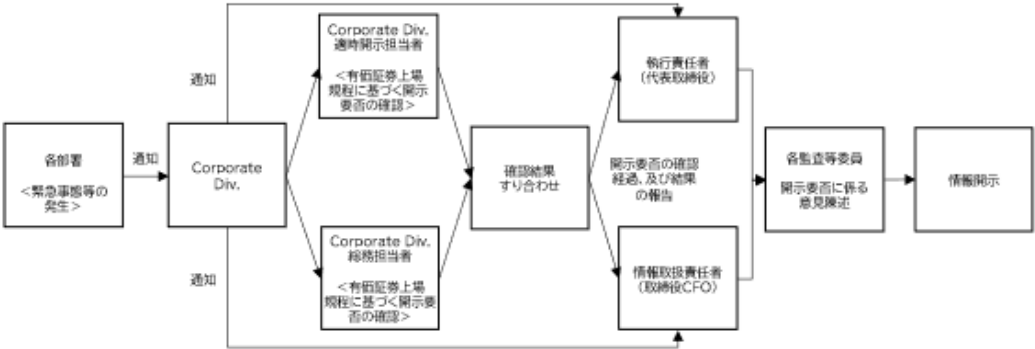 各部署
<緊急事態等の
発生>
通知
Corporate
Div.
通知
通知
Corporate Div.
適時開示担当者
<有価証券上場
規程に基づく開示
要否の確認>
Corporate Div.
総務担当者
<有価証券上場
規程に基づく開示要
否の確認>
確認結果
すり合わせ
開示要否の確認
経過、及び結果
の報告
執行責任者
(代表取締役)
情報取扱責任者
(取締役CFO)
各監査等委員
開示要否に係る
意見陳述
情報開示